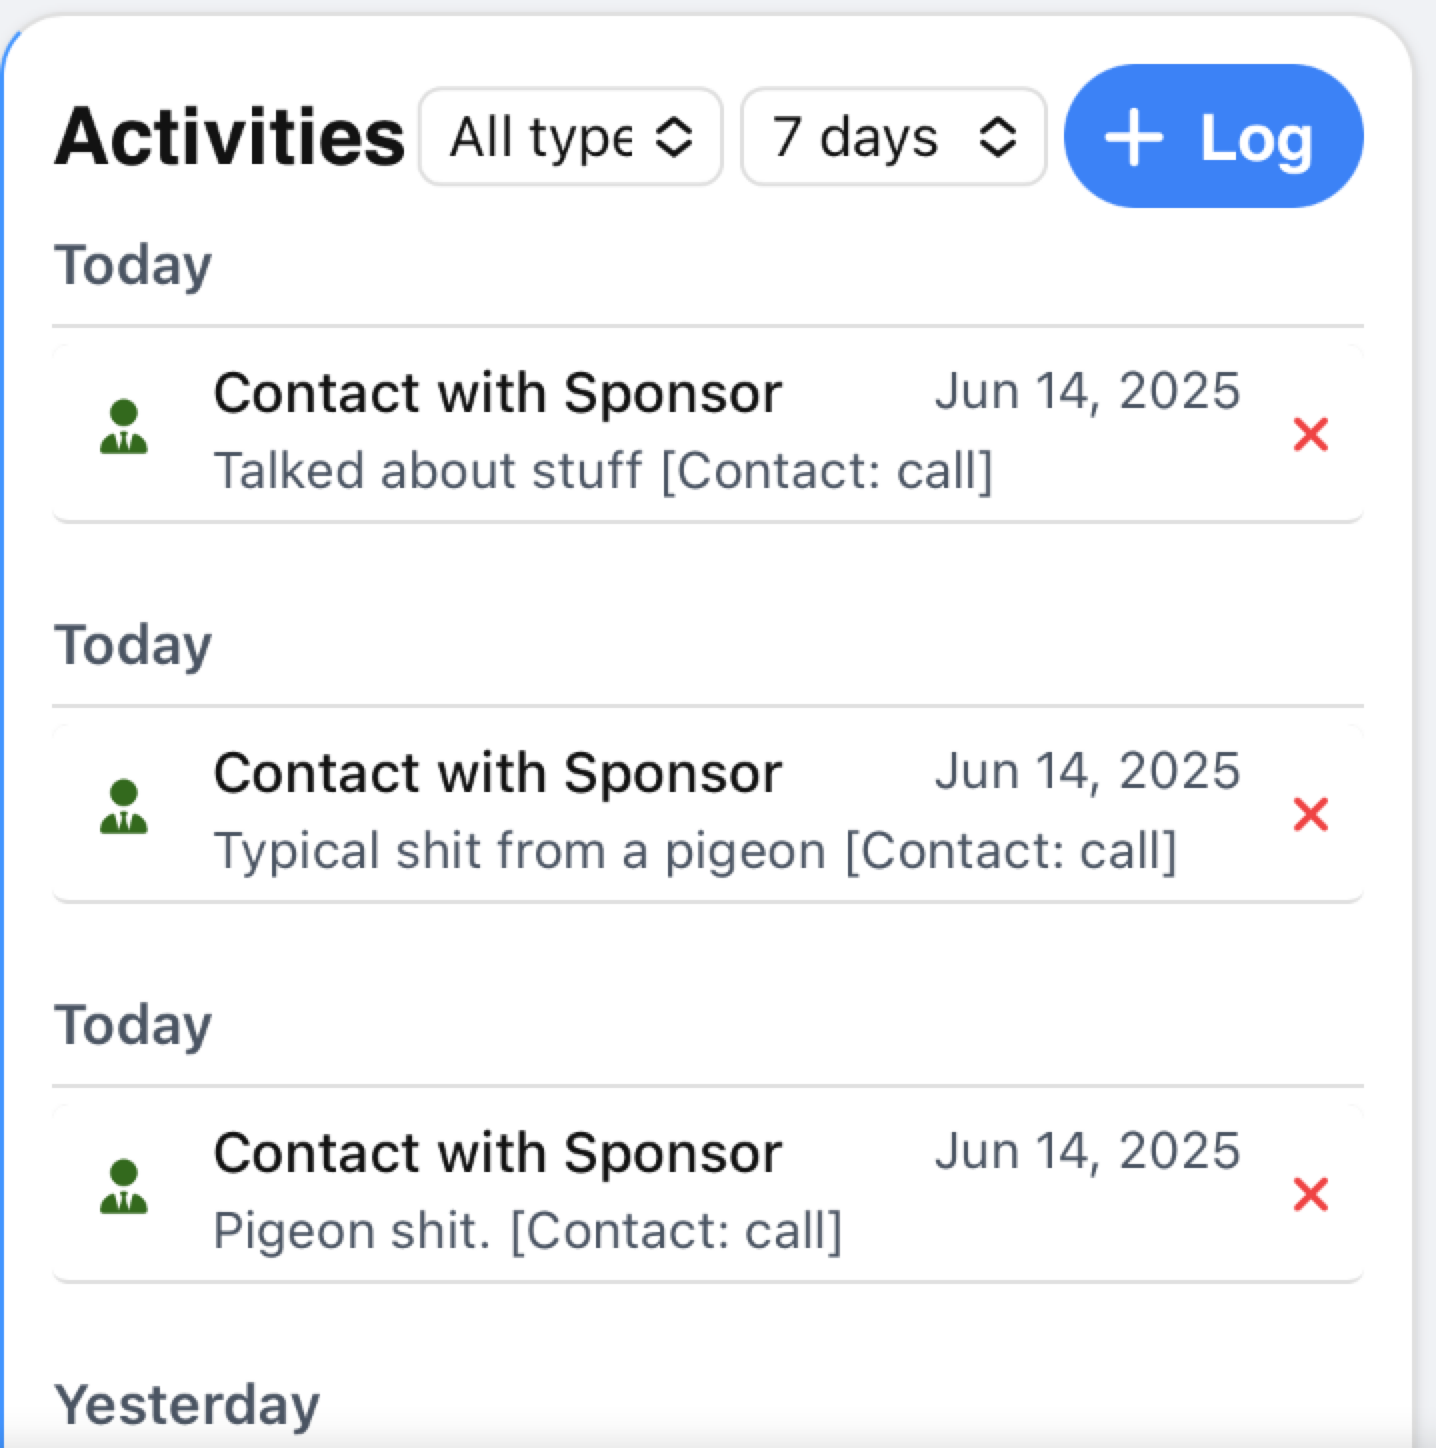 Activities All type 7 days + Log
Today
Contact with Sponsor Jun 14, 2025
Talked about stuff [Contact: call]
Today
Contact with Sponsor Jun 14, 2025
Typical shit from a pigeon [Contact: call]
Today
Contact with Sponsor Jun 14, 2025
Pigeon shit. [Contact: call]
Yesterday